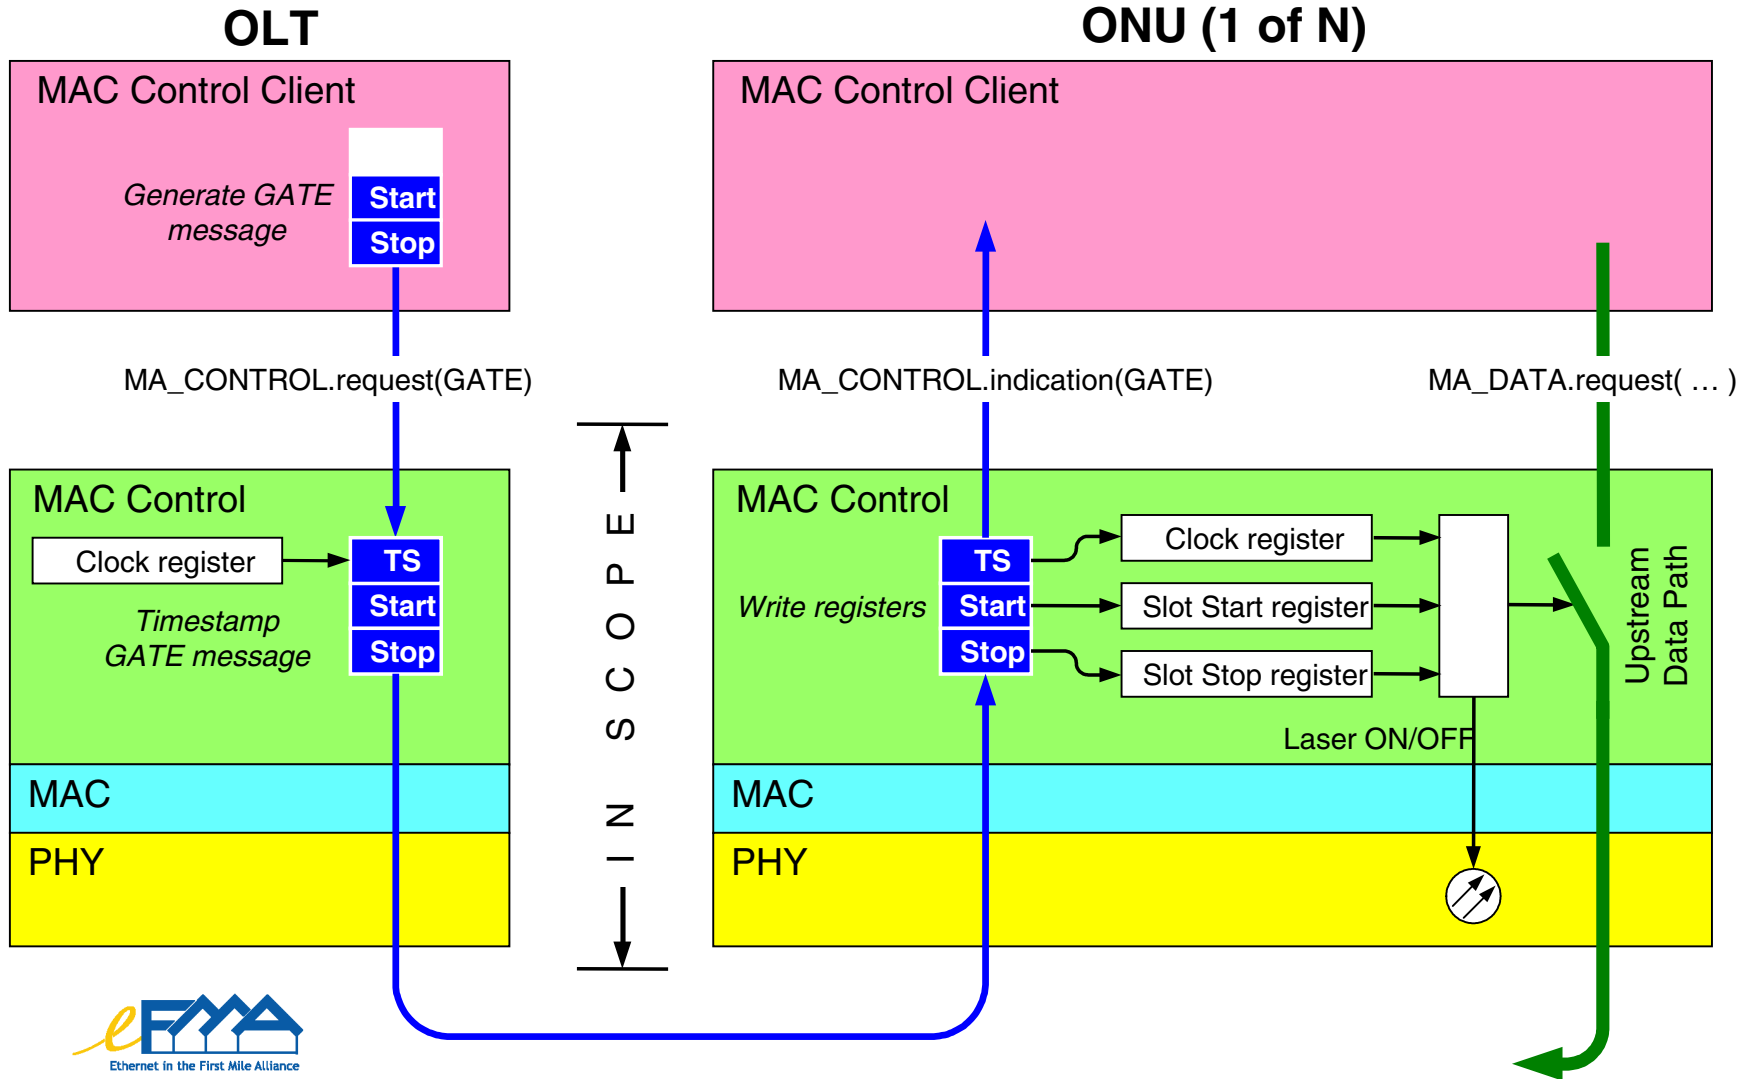 OLT
MAC Control Client
Generate GATE
message
Start
Stop
MA_CONTROL.request(GATE)
MAC Control
Clock register
TS
Start
Stop
Timestamp
GATE message
MAC
PHY
IN SCOPE
ONU (1 of N)
MAC Control Client
MA_CONTROL.indication(GATE)
MA_DATA.request( … )
MAC Control
Write registers
TS
Start
Stop
Clock register
Slot Start register
Slot Stop register
Laser ON/OFF
Upstream
Data Path
MAC
PHY
eFMA
Ethernet in the First Mile Alliance